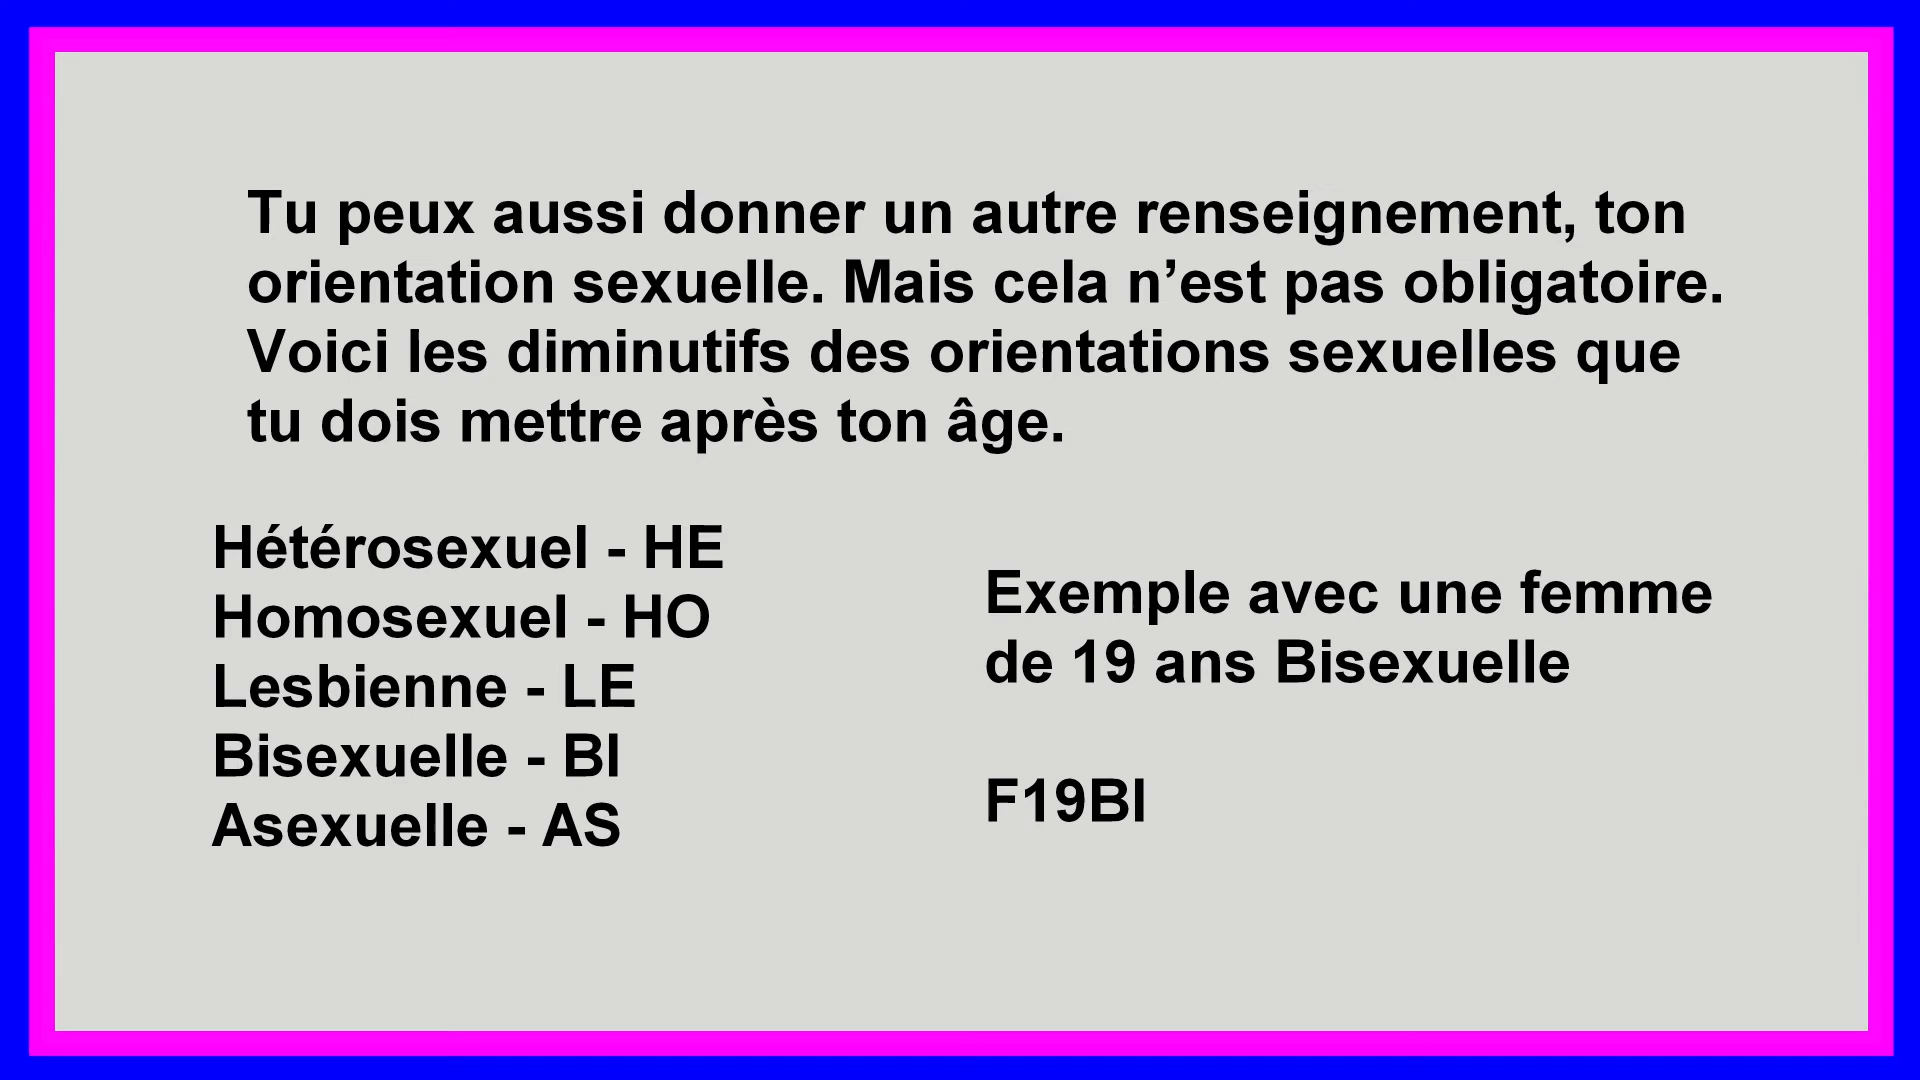 Tu peux aussi donner un autre renseignement, ton
orientation sexuelle. Mais cela n’est pas obligatoire.
Voici les diminutifs des orientations sexuelles que
tu dois mettre après ton âge.
Hétérosexuel - HE
Homosexuel - HO
Lesbienne - LE
Bisexuelle - BI
Asexuelle - AS
Exemple avec une femme
de 19 ans Bisexuelle
F19BI